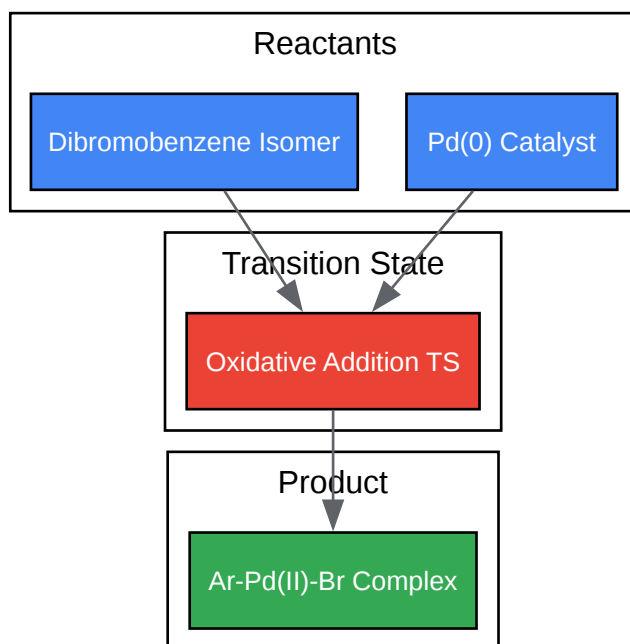 Reactants
Dibromobenzene Isomer
Pd(0) Catalyst
Transition State
Oxidative Addition TS
Product
Ar-Pd(II)-Br Complex